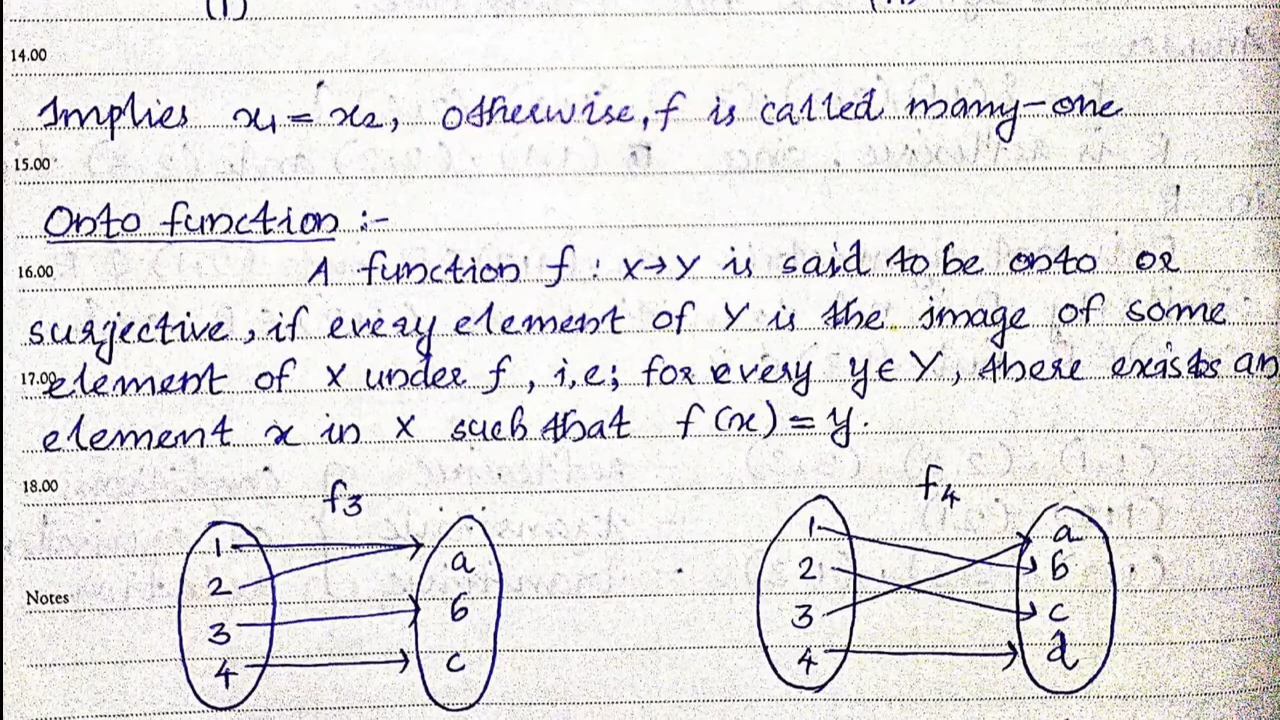 (i)
14.00
Implies x₁ = x₂, otherwise, f is called many-one
15.00
Onto function :-
16.00
A function f : X→Y is said to be onto or
surjective, if every element of Y is the image of some
17.00
element of X under f, i,e; for every y ∈ Y, there exists an
element x in X such that f(x) = y.
18.00
f₃
f₄
1
2
3
4
a
b
c
1
2
3
4
a
b
c
d
Notes